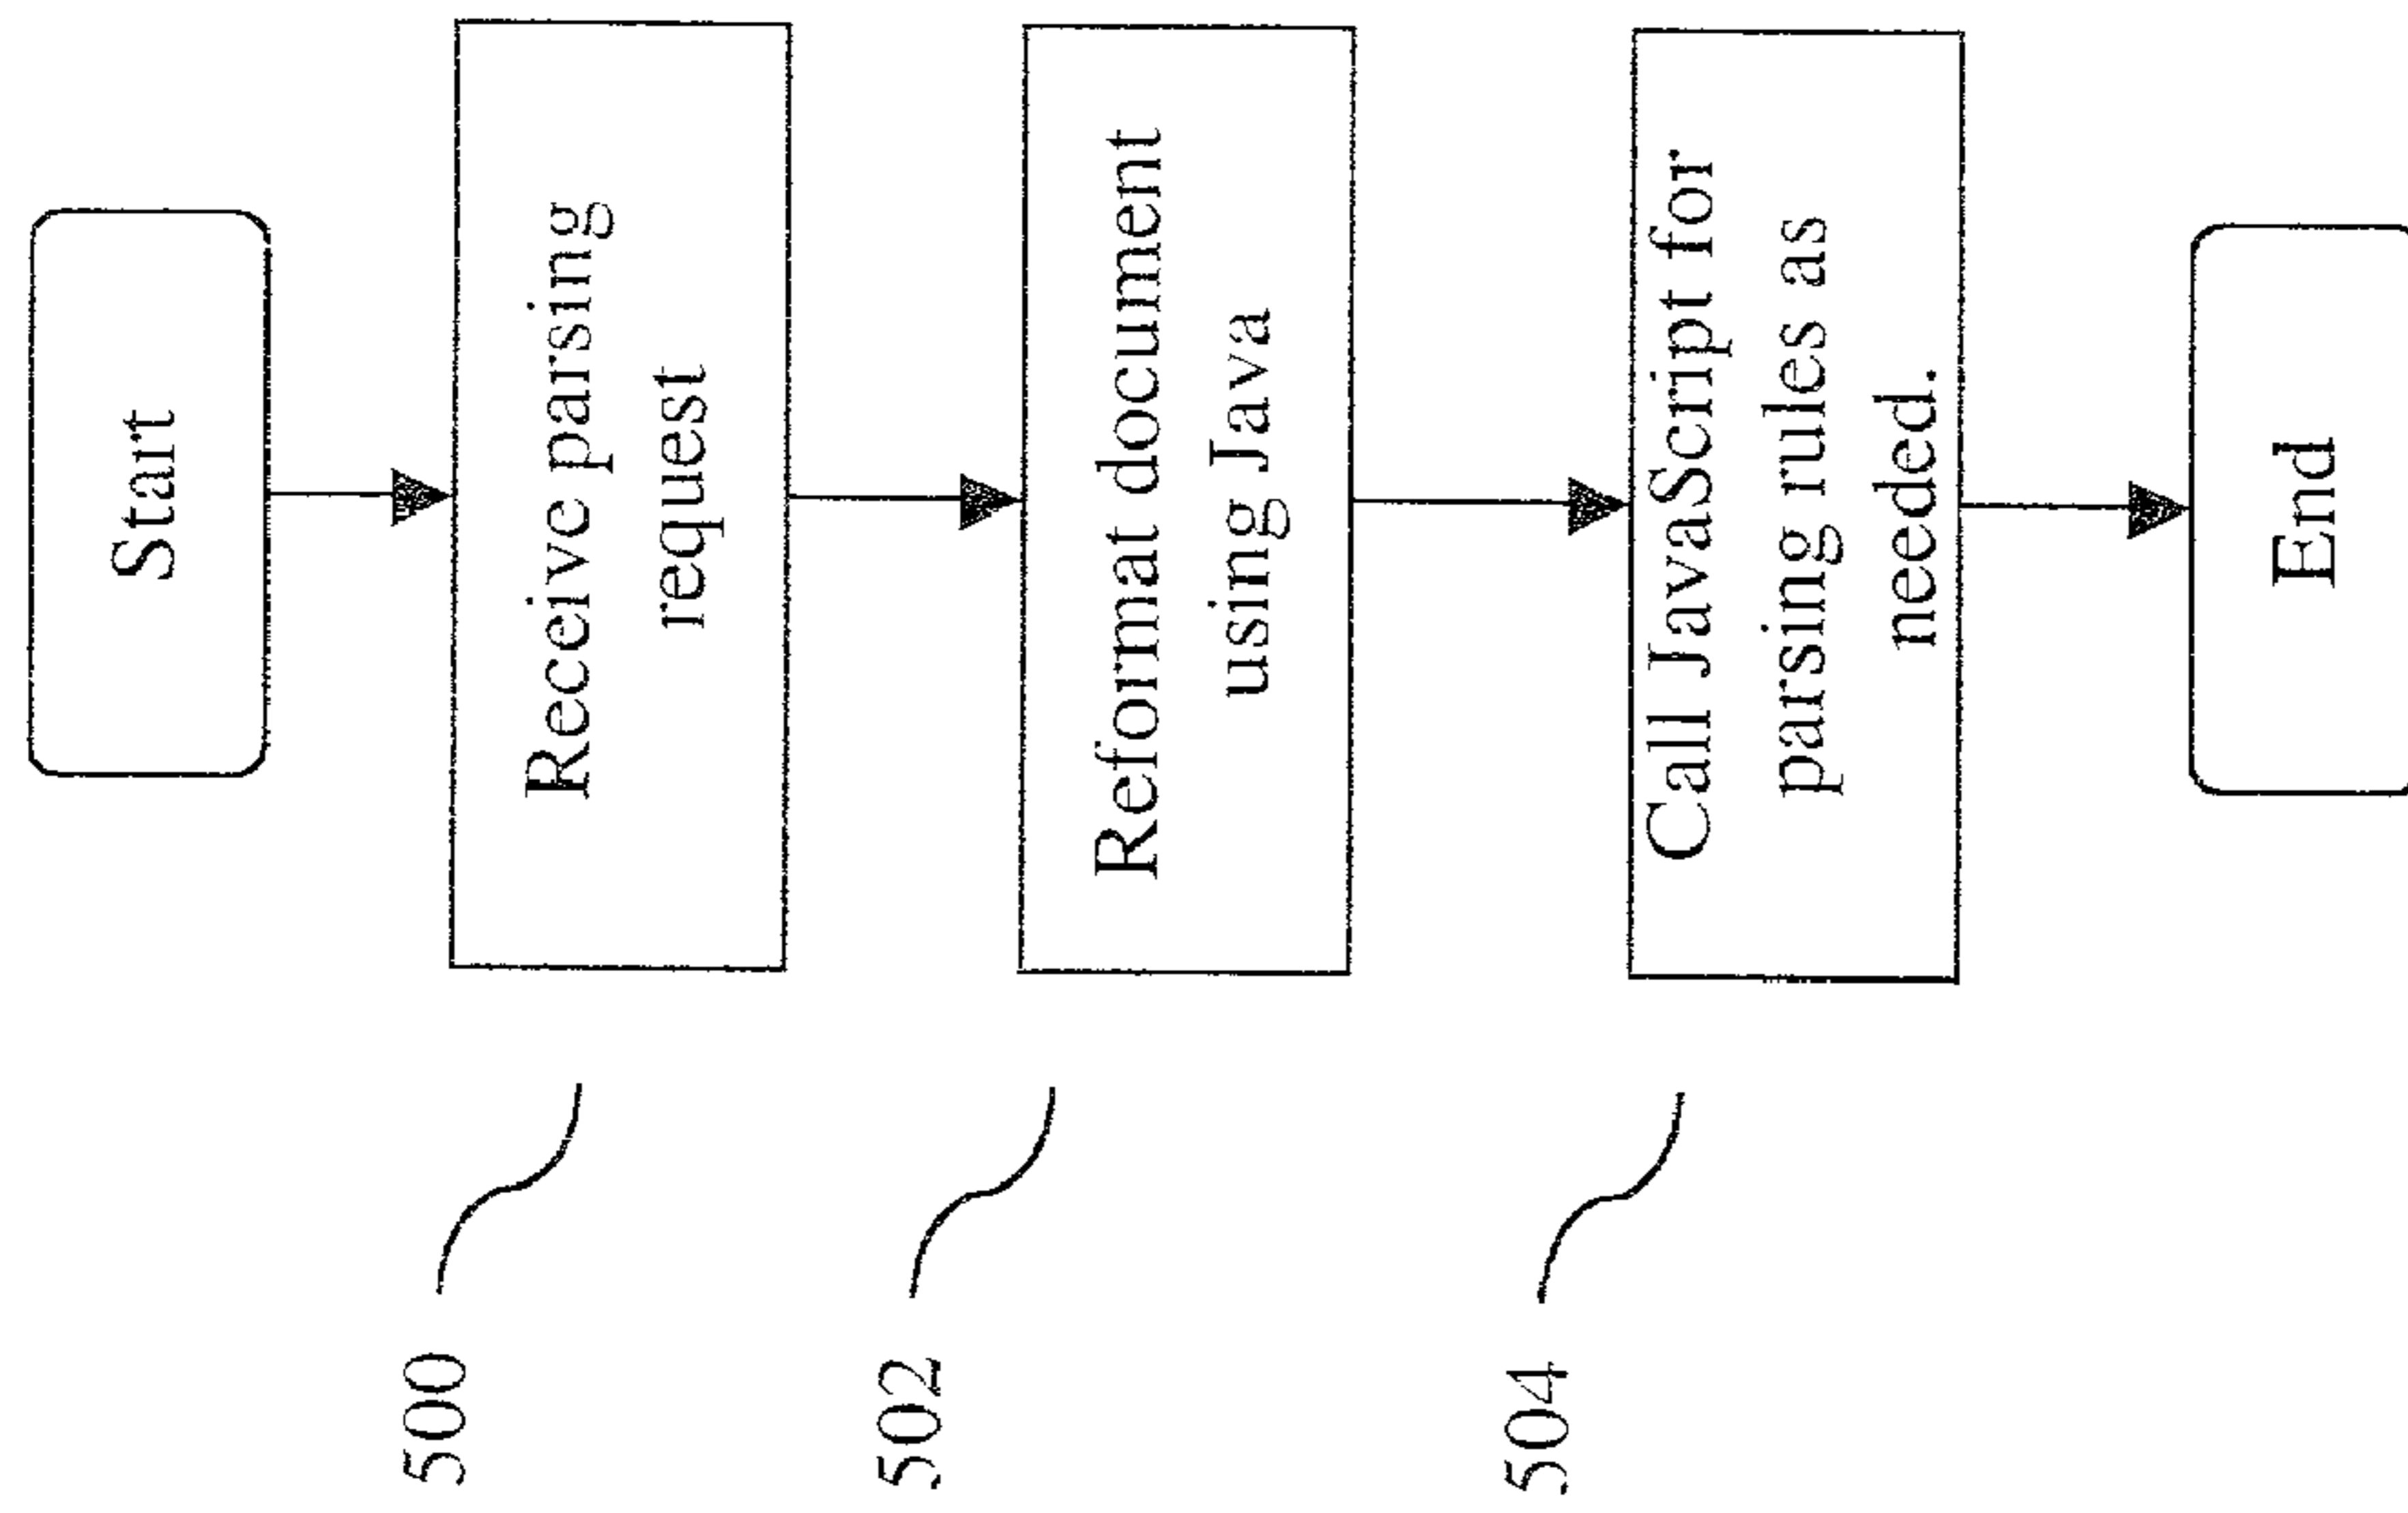 Start
500
Receive parsing
request
502
Reformat document
using Java
504
Call JavaScript for
parsing rules as
needed.
End